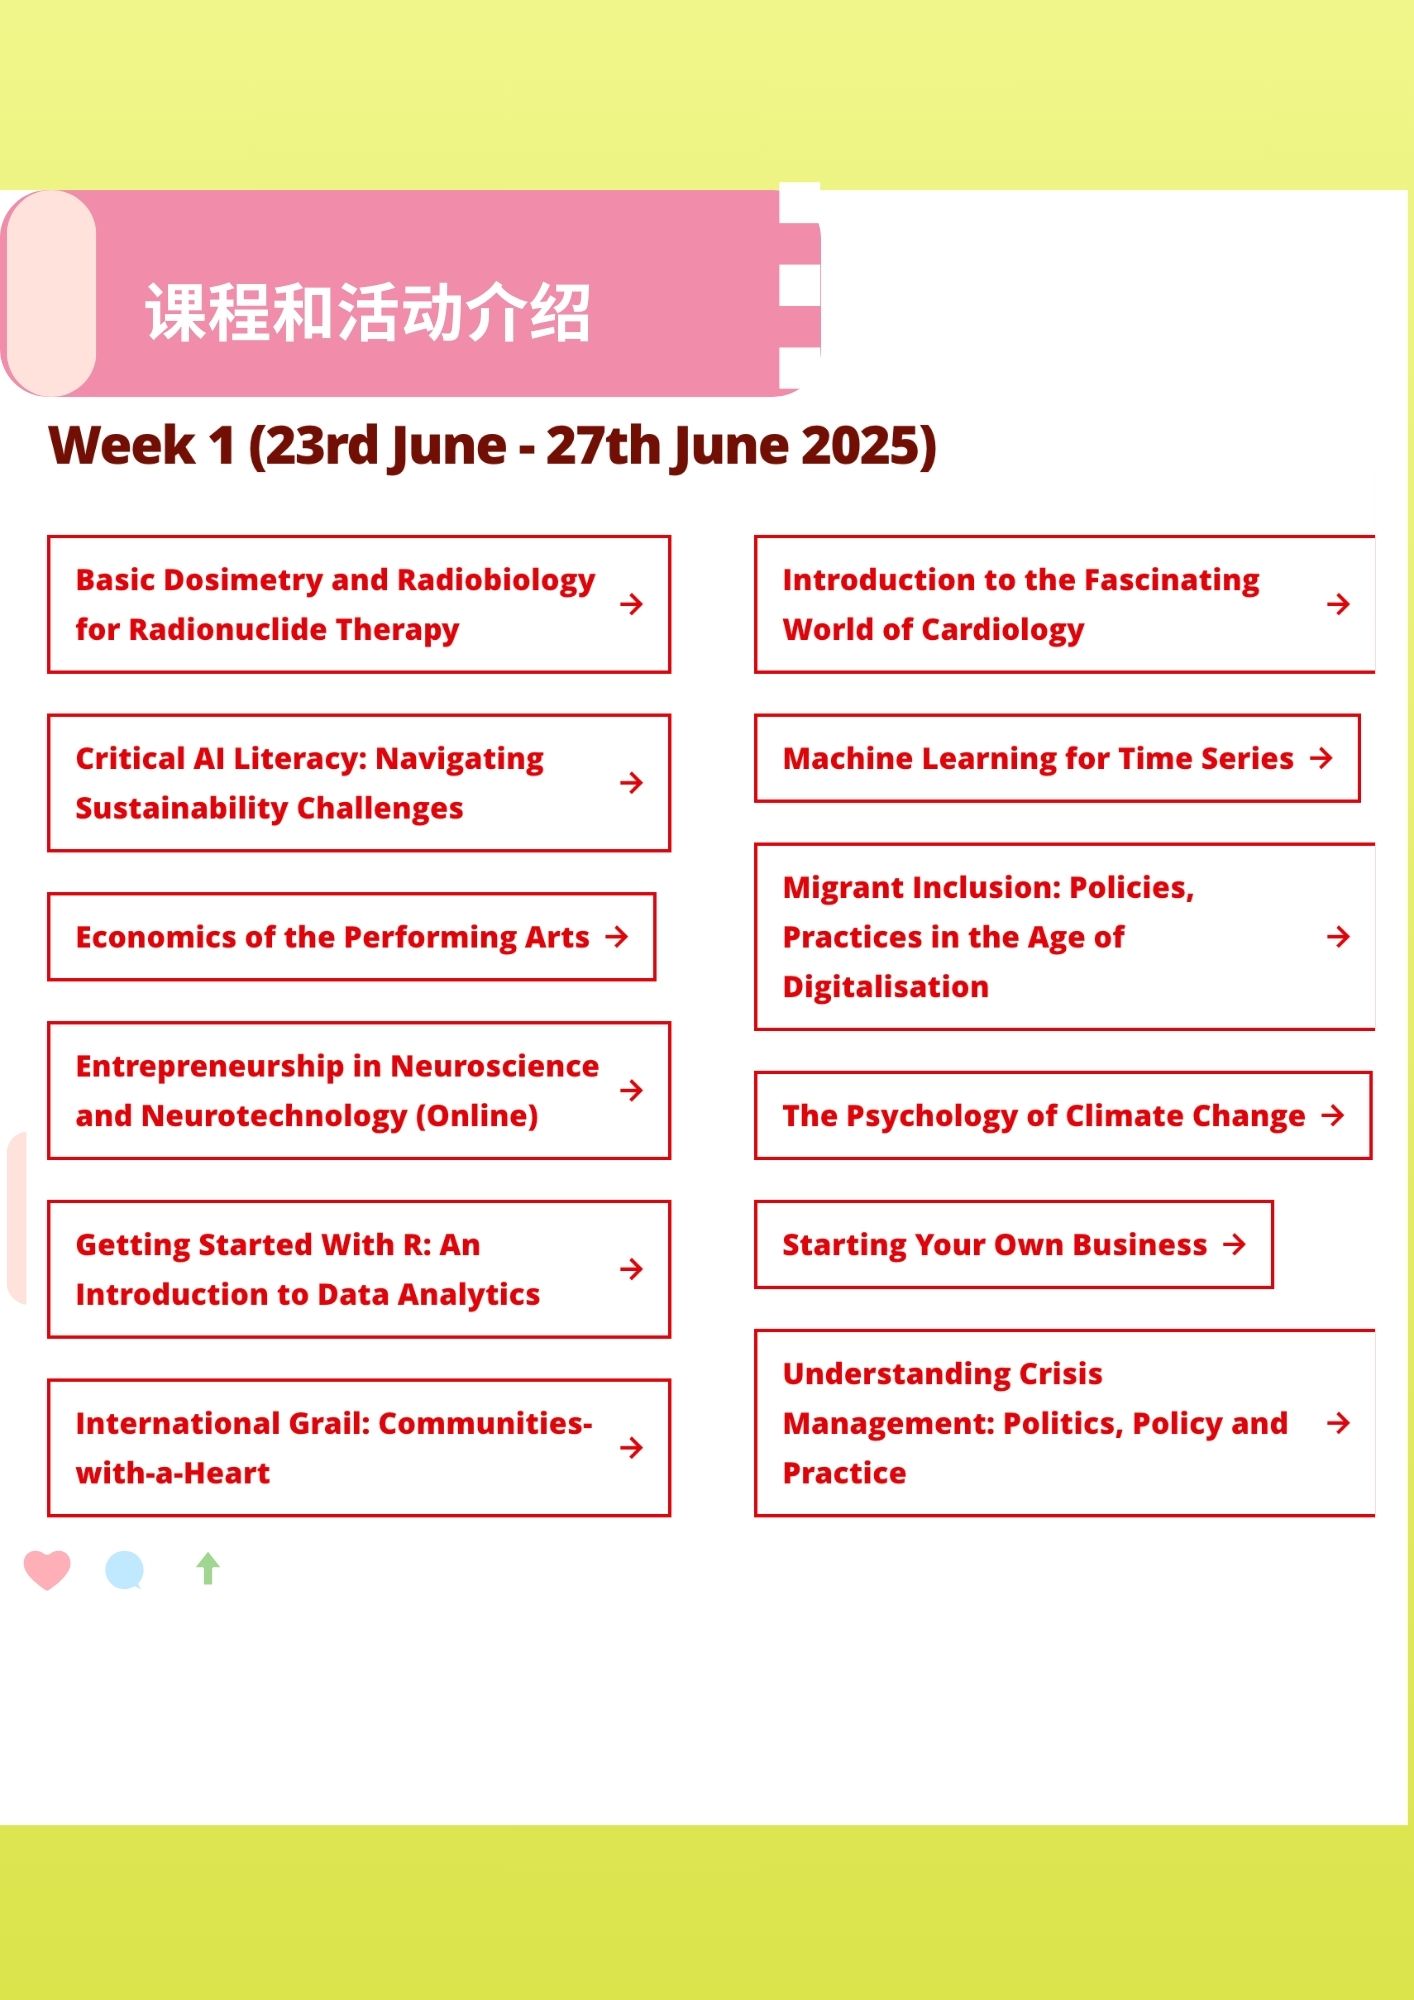 课程和活动介绍
Week 1 (23rd June - 27th June 2025)
Basic Dosimetry and Radiobiology
for Radionuclide Therapy
Critical AI Literacy: Navigating
Sustainability Challenges
Economics of the Performing Arts
Entrepreneurship in Neuroscience
and Neurotechnology (Online)
Getting Started With R: An
Introduction to Data Analytics
International Grail: Communities-
with-a-Heart
Introduction to the Fascinating
World of Cardiology
Machine Learning for Time Series
Migrant Inclusion: Policies,
Practices in the Age of
Digitalisation
The Psychology of Climate Change
Starting Your Own Business
Understanding Crisis
Management: Politics, Policy and
Practice